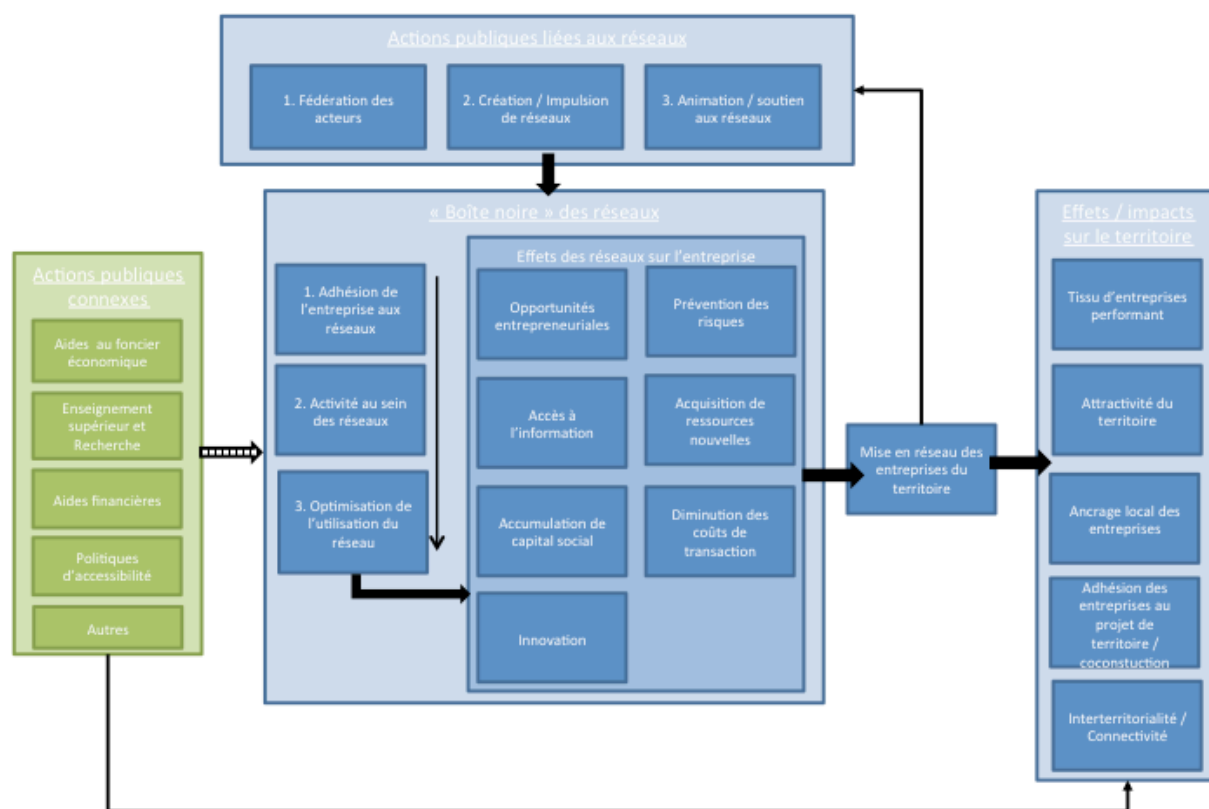 Actions publiques liées aux réseaux
1. Fédération des
acteurs
2. Création / Impulsion
de réseaux
3. Animation / soutien
aux réseaux
« Boîte noire » des réseaux
Effets des réseaux sur l'entreprise
1. Adhésion de
l'entreprise aux
réseaux
2. Activité au sein
des réseaux
3. Optimisation de
l'utilisation du
réseau
Opportunités
entrepreneuriales
Prévention des
risques
Accès à
l'information
Acquisition de
ressources
nouvelles
Accumulation de
capital social
Diminution des
coûts de
transaction
Innovation
Actions publiques
connexes
Aides au foncier
économique
Enseignement
supérieur et
Recherche
Aides financières
Politiques
d'accessibilité
Autres
Mise en réseau des
entreprises du
territoire
Effets / impacts
sur le territoire
Tissu d'entreprises
performant
Attractivité du
territoire
Ancrage local des
entreprises
Adhésion des
entreprises au
projet de
territoire /
coconstuction
Interterritorialité /
Connectivité